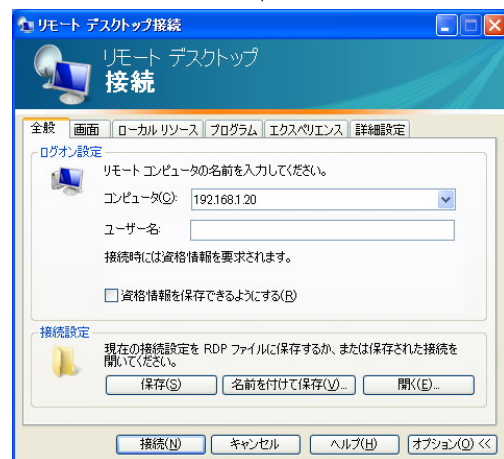 リモート デスクトップ接続
リモート デスクトップ
接続
全般 画面 ローカル リソース プログラム エクスペリエンス 詳細設定
ログオン設定
リモート コンピュータの名前を入力してください。
コンピュータ(C): 192.168.1.20
ユーザー名:
接続時には資格情報を要求されます。
資格情報を保存できるようにする(R)
接続設定
現在の接続設定を RDP ファイルに保存するか、または保存された接続を
開いてください。
保存(S) 名前を付けて保存(V)... 開く(E)...
接続(N) キャンセル ヘルプ(H) オプション(O) <<